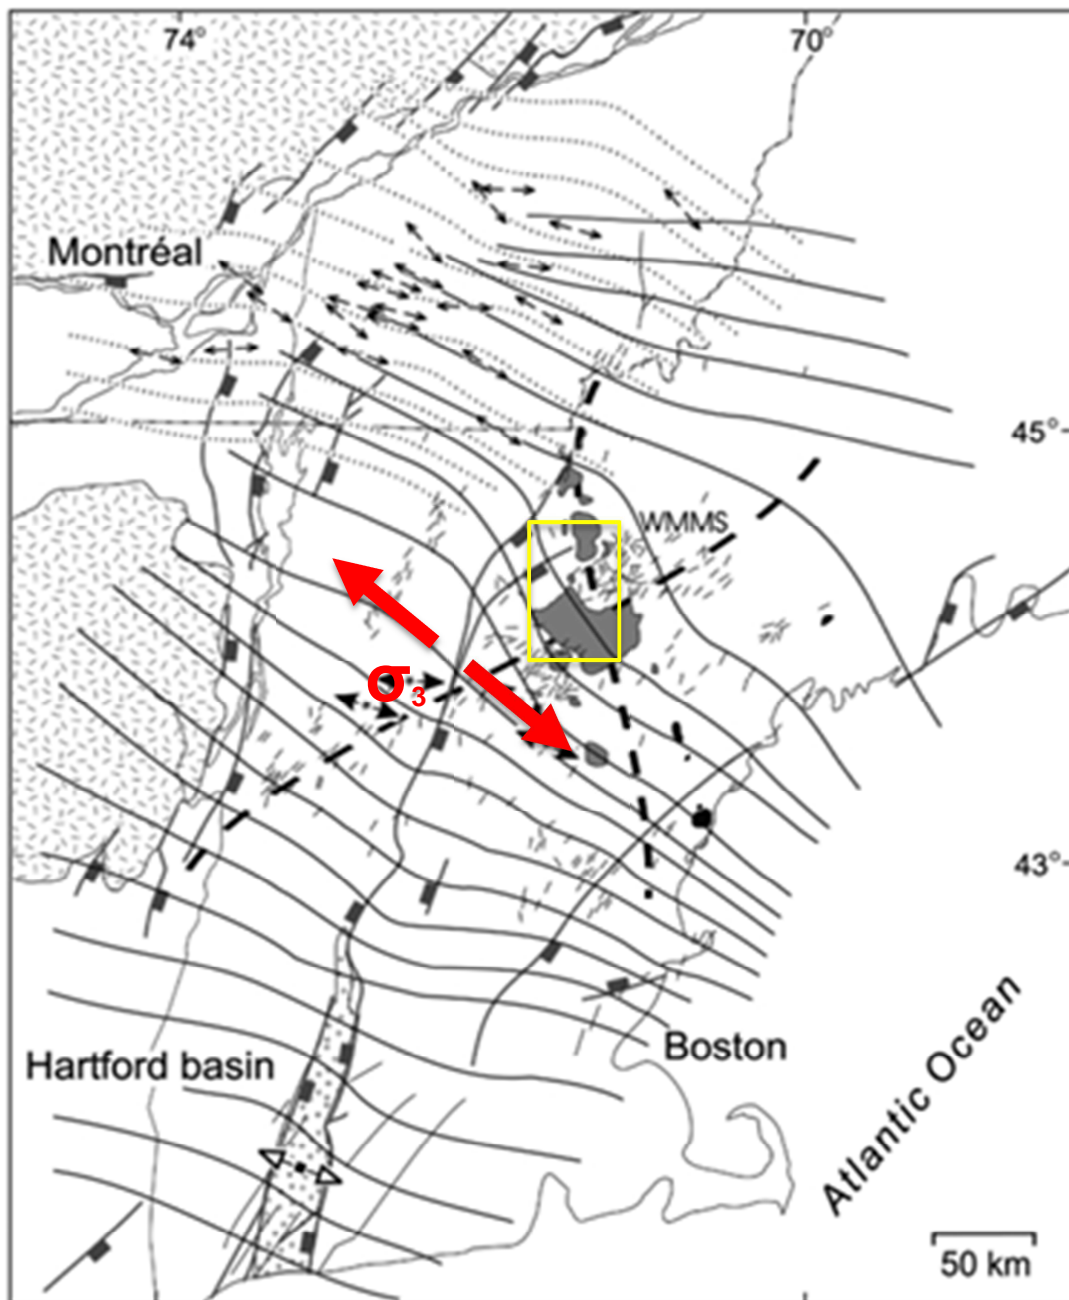 74°
70°
Montréal
45°
WMMS
σ3
43°
Boston
Hartford basin
Atlantic Ocean
50 km